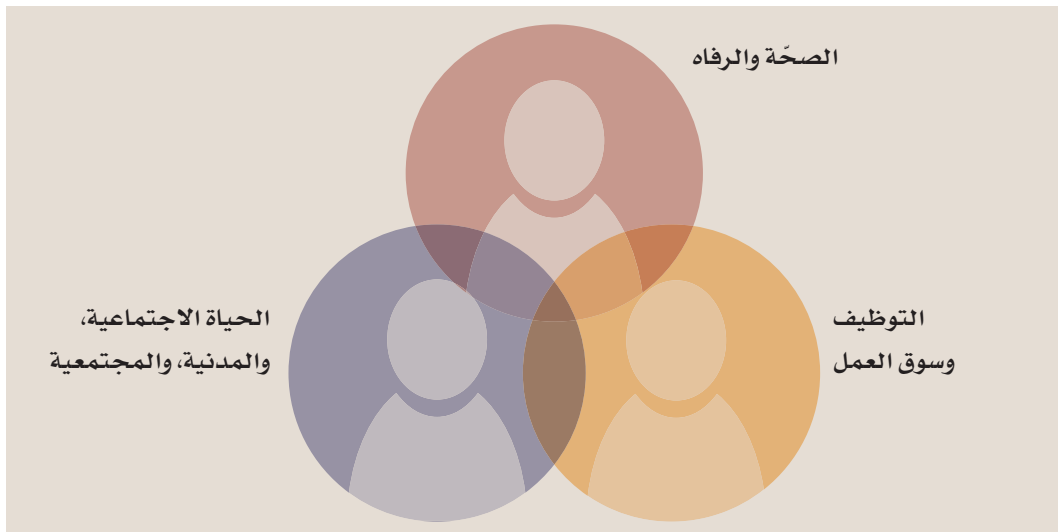 الصحّة والرفاه
التوظيف
وسوق العمل
الحياة الاجتماعية،
والمدنية، والمجتمعية